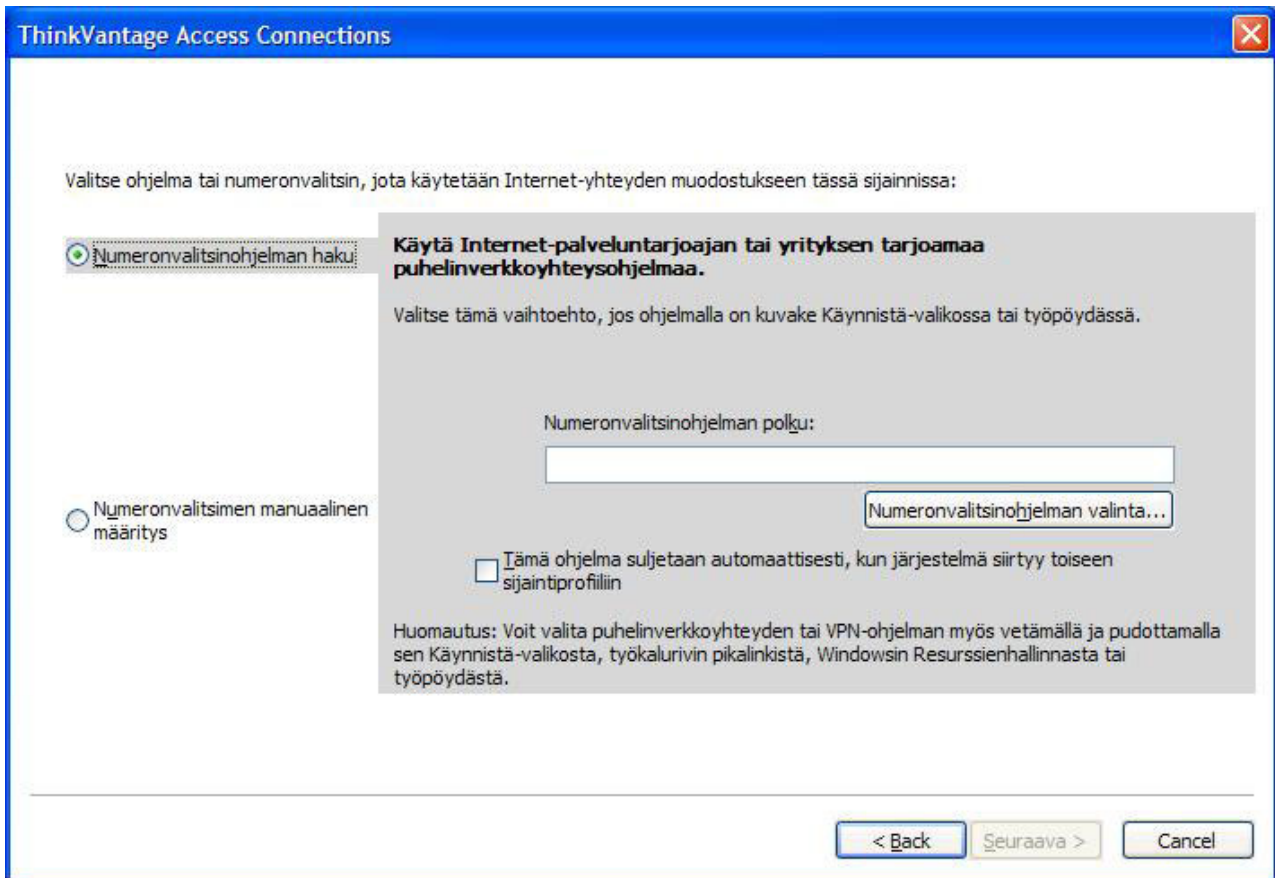 ThinkVantage Access Connections
Valitse ohjelma tai numeronvalitsin, jota käytetään Internet-yhteyden muodostukseen tässä sijainnissa:
Numeronvalitsinohjelman haku
Käytä Internet-palveluntarjoajan tai yrityksen tarjoamaa
puhelinverkkoyhteysohjelmaa.
Valitse tämä vaihtoehto, jos ohjelmalla on kuvake Käynnistä-valikossa tai työpöydässä.
Numeronvalitsinohjelman polku:
Numeronvalitsinohjelman valinta...
Numeronvalitsimen manuaalinen
määritys
Tämä ohjelma suljetaan automaattisesti, kun järjestelmä siirtyy toiseen
sijaintiprofiiliin
Huomautus: Voit valita puhelinverkkoyhteyden tai VPN-ohjelman myös vetämällä ja pudottamalla
sen Käynnistä-valikosta, työkalurivin pikalinkistä, Windowsin Resurssienhallinnasta tai
työpöydästä.
< Back
Seuraava >
Cancel